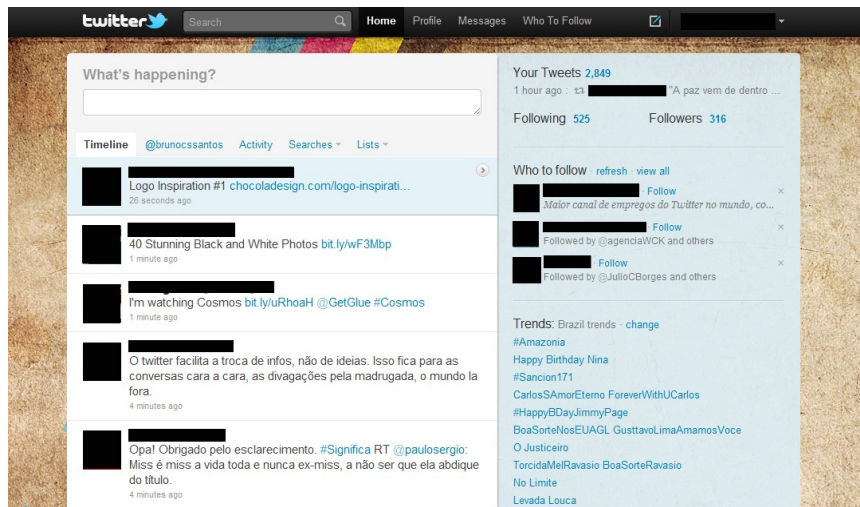 twitter
Search
Home Profile Messages Who To Follow
What's happening?
Timeline @brunocssantos Activity Searches Lists
Logo Inspiration #1 chocoladesign.com/logo-inspirati…
26 seconds ago
40 Stunning Black and White Photos bit.ly/wF3Mbp
1 minute ago
I'm watching Cosmos bit.ly/uRhoaH @GetGlue #Cosmos
1 minute ago
O twitter facilita a troca de infos, não de ideias. Isso fica para as
conversas cara a cara, as divagações pela madrugada, o mundo la
fora.
4 minutes ago
Opa! Obrigado pelo esclarecimento. #Significa RT @paulosergio:
Miss é miss a vida toda e nunca ex-miss, a não ser que ela abdique
do título.
4 minutes ago
Your Tweets 2,849
1 hour ago : "A paz vem de dentro ...
Following 525 Followers 316
Who to follow · refresh · view all
· Follow
Maior canal de empregos do Twitter no mundo, co...
· Follow
Followed by @agenciaWCK and others
· Follow
Followed by @JulioCBorges and others
Trends: Brazil trends · change
#Amazonia
Happy Birthday Nina
#Sancion171
CarlosSAmorEterno ForeverWithUCarlos
#HappyBDayJimmyPage
BoaSorteNosEUAGL GusttavoLimaAmamosVoce
O Justiceiro
TorcidaMelRavasio BoaSorteRavasio
No Limite
Levada Louca